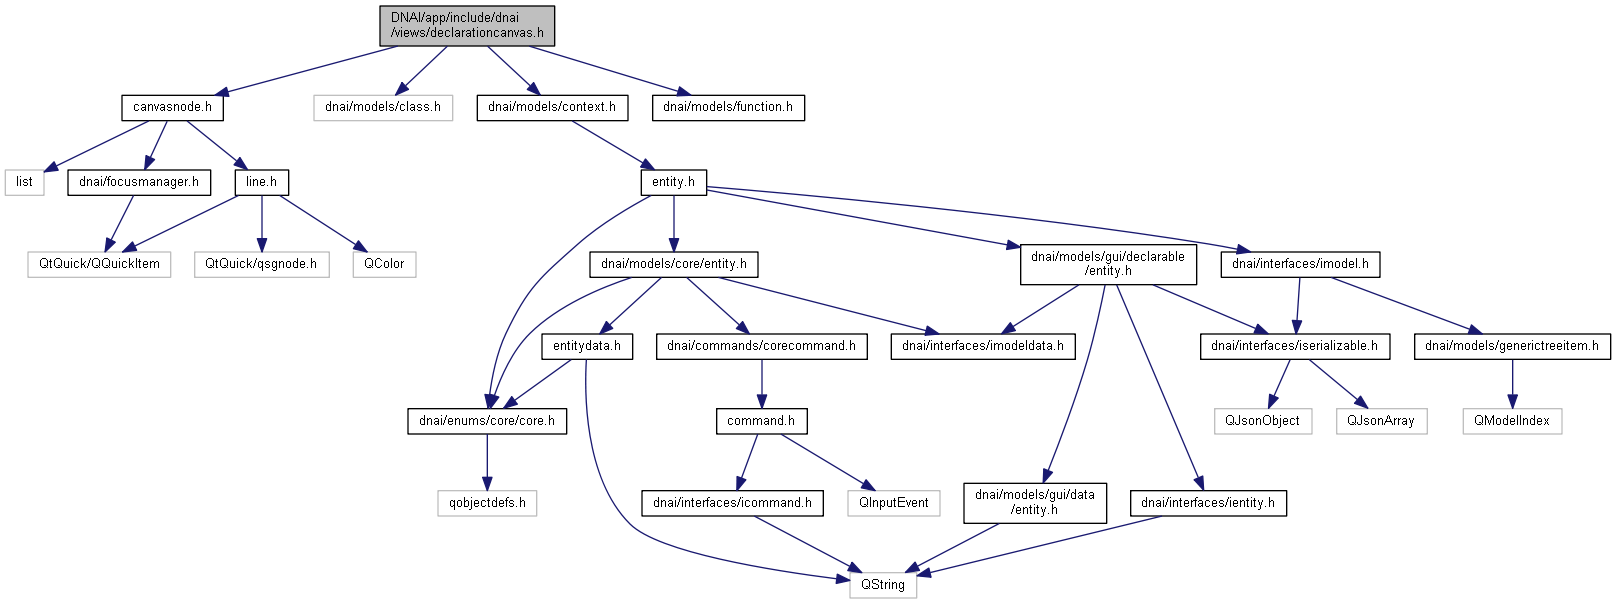 DNAI/app/include/dnai
/views/declarationcanvas.h
canvasnode.h
dnai/models/class.h
dnai/models/context.h
dnai/models/function.h
list
dnai/focusmanager.h
line.h
entity.h
QtQuick/QQuickItem
QtQuick/qsgnode.h
QColor
dnai/models/core/entity.h
dnai/models/gui/declarable
/entity.h
dnai/interfaces/imodel.h
entitydata.h
dnai/commands/corecommand.h
dnai/interfaces/imodeldata.h
dnai/interfaces/iserializable.h
dnai/models/generictreeitem.h
dnai/enums/core/core.h
command.h
QJsonObject
QJsonArray
QModelIndex
qobjectdefs.h
dnai/interfaces/icommand.h
QInputEvent
dnai/models/gui/data
/entity.h
dnai/interfaces/ientity.h
QString